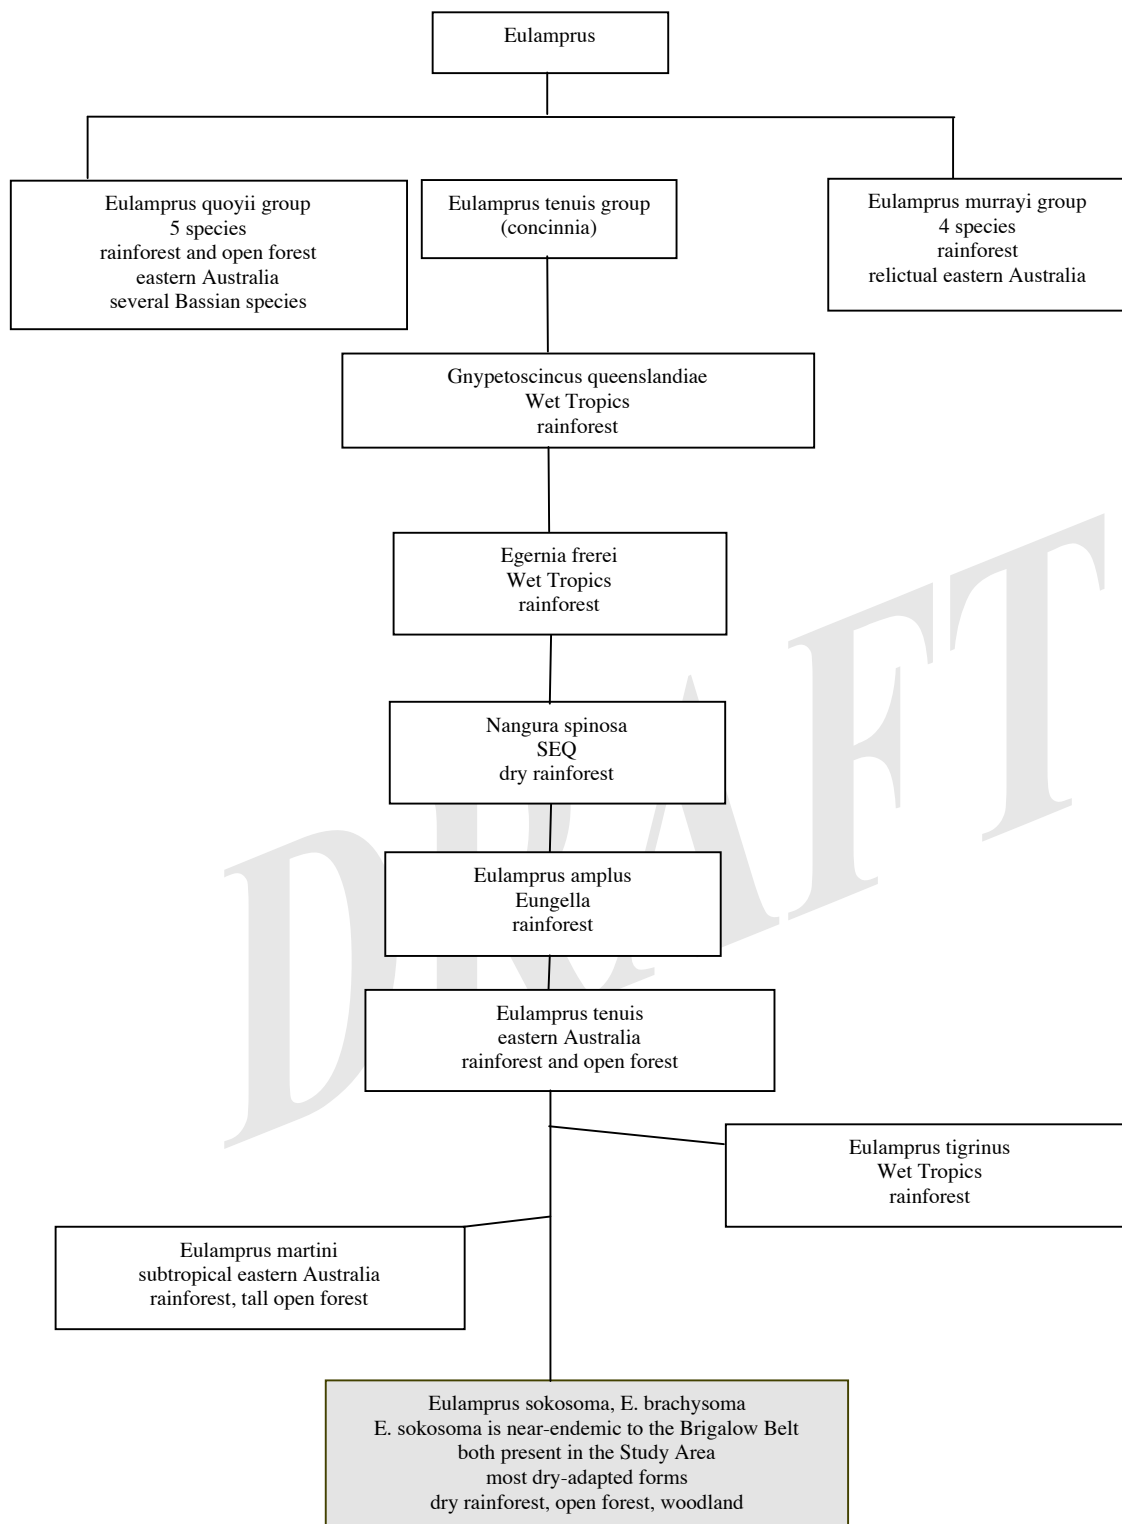 Eulamprus
Eulamprus quoyii group
5 species
rainforest and open forest
eastern Australia
several Bassian species
Eulamprus tenuis group
(concinnia)
Eulamprus murrayi group
4 species
rainforest
relictual eastern Australia
Gnypetoscincus queenslandiae
Wet Tropics
rainforest
Egernia frerei
Wet Tropics
rainforest
Nangura spinosa
SEQ
dry rainforest
Eulamprus amplus
Eungella
rainforest
Eulamprus tenuis
eastern Australia
rainforest and open forest
Eulamprus tigrinus
Wet Tropics
rainforest
Eulamprus martini
subtropical eastern Australia
rainforest, tall open forest
Eulamprus sokosoma, E. brachysoma
E. sokosoma is near-endemic to the Brigalow Belt
both present in the Study Area
most dry-adapted forms
dry rainforest, open forest, woodland
DRAFT